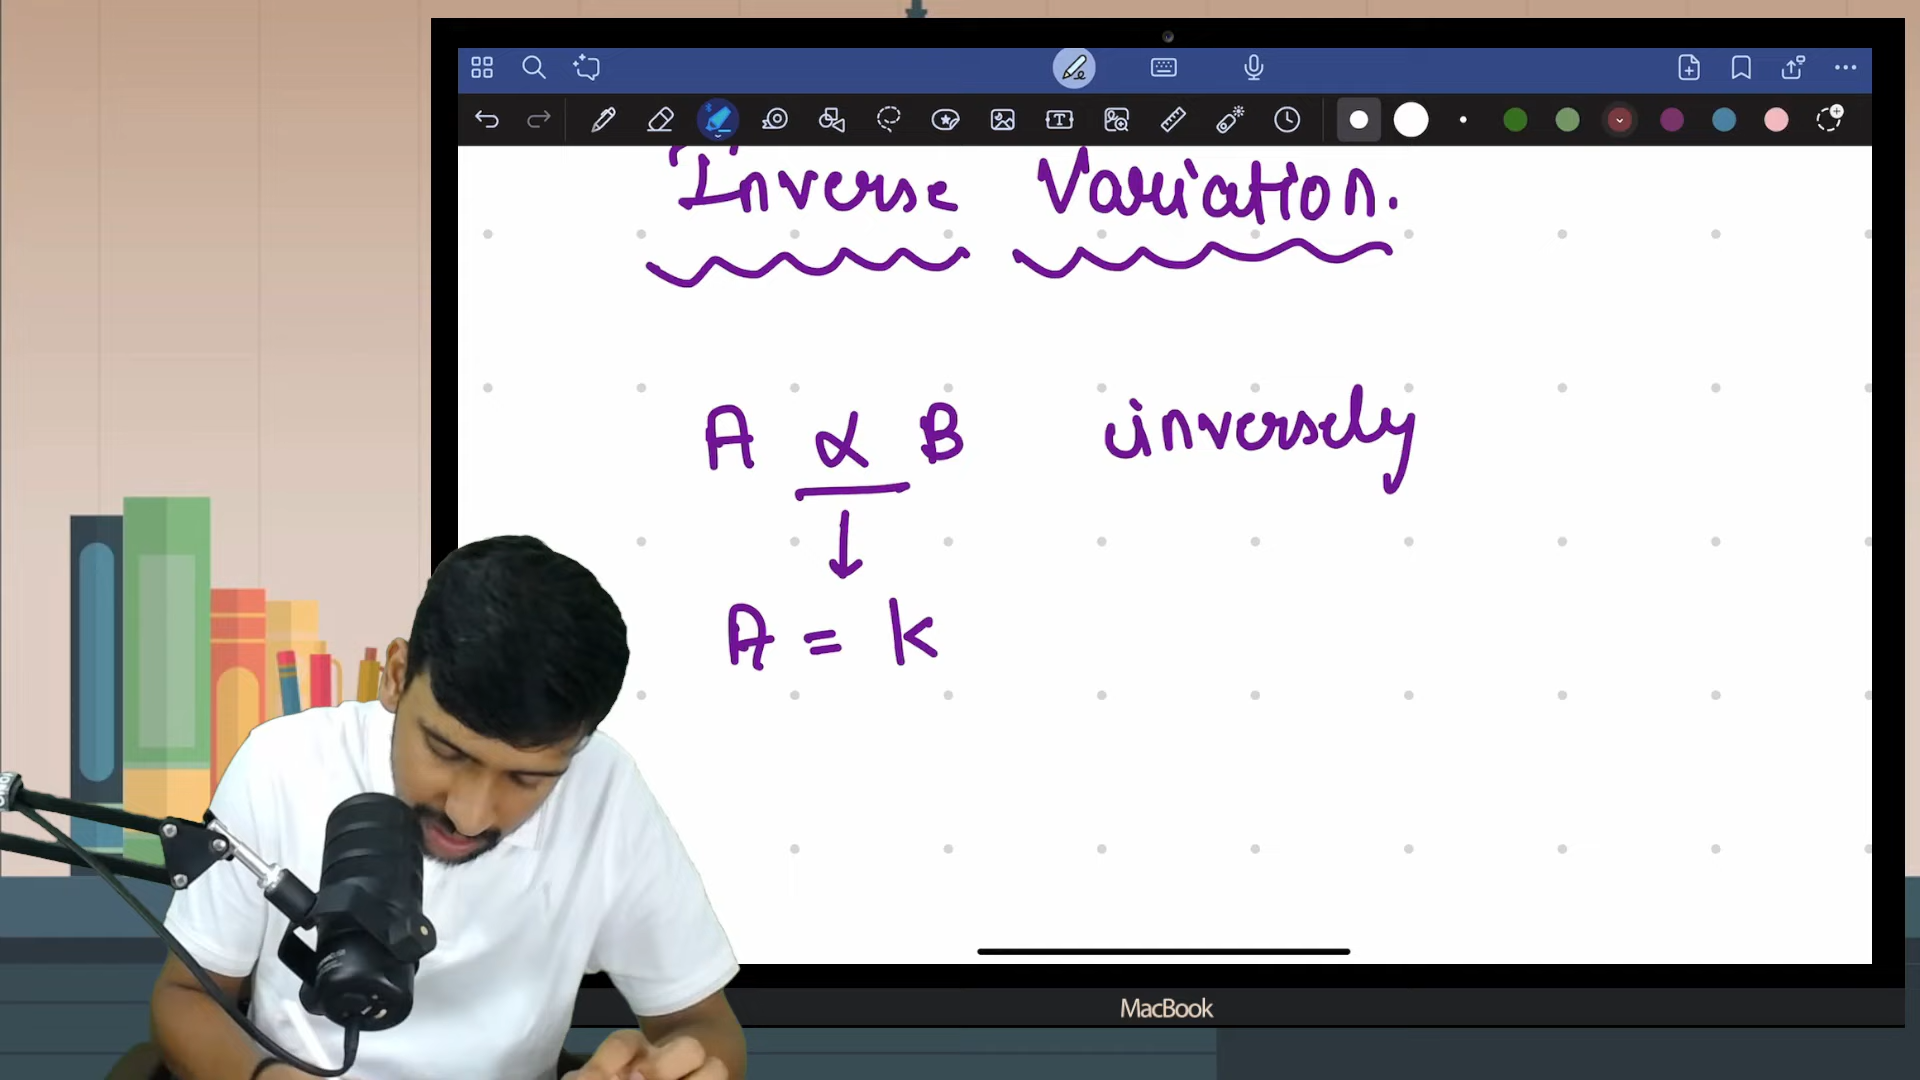 Inverse Variation.
A α B inversely
↓
A = k
MacBook